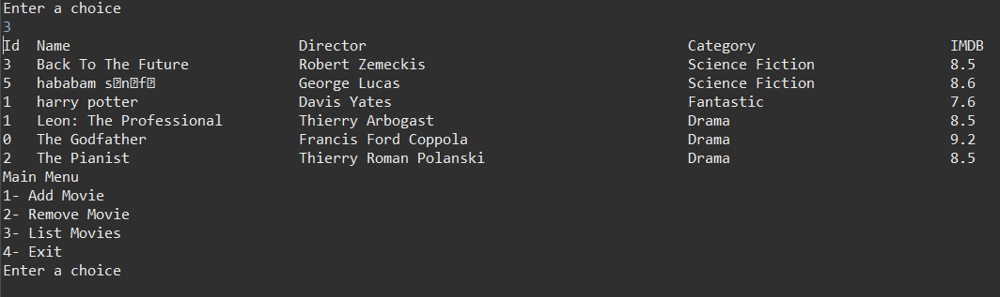 Enter a choice
3
Id Name Director Category IMDB
3 Back To The Future Robert Zemeckis Science Fiction 8.5
5 hababam s�n�f� George Lucas Science Fiction 8.6
1 harry potter Davis Yates Fantastic 7.6
1 Leon: The Professional Thierry Arbogast Drama 8.5
0 The Godfather Francis Ford Coppola Drama 9.2
2 The Pianist Thierry Roman Polanski Drama 8.5
Main Menu
1- Add Movie
2- Remove Movie
3- List Movies
4- Exit
Enter a choice